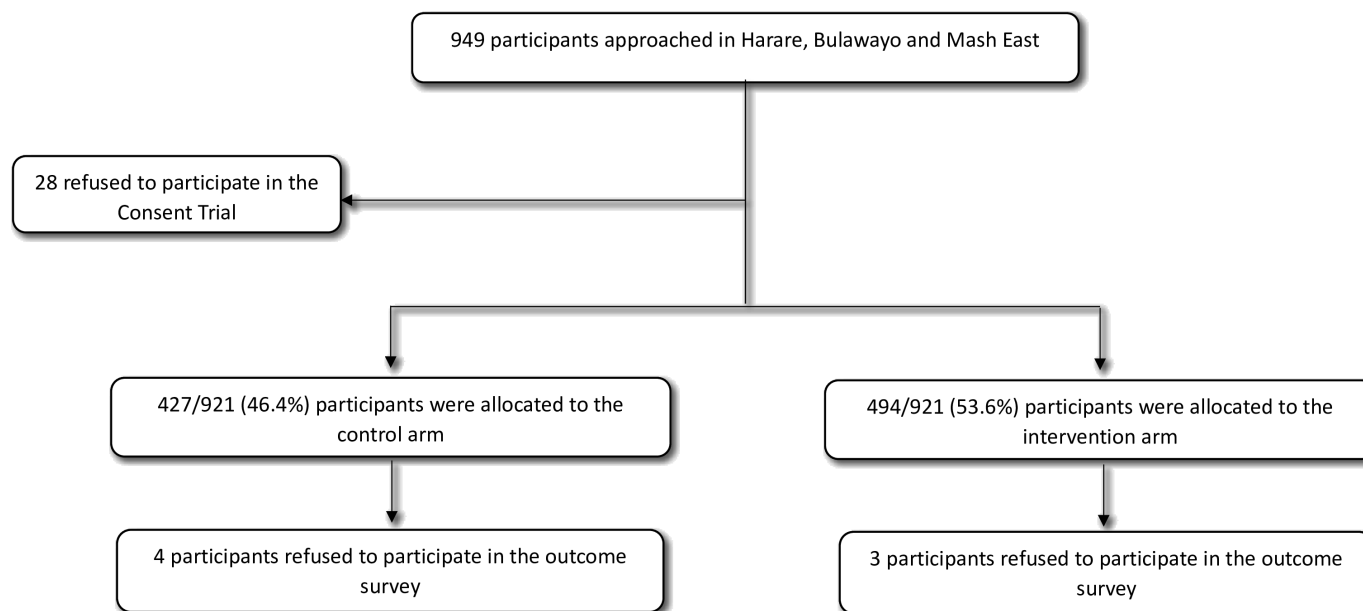 949 participants approached in Harare, Bulawayo and Mash East
28 refused to participate in the
Consent Trial
427/921 (46.4%) participants were allocated to the
control arm
494/921 (53.6%) participants were allocated to the
intervention arm
4 participants refused to participate in the outcome
survey
3 participants refused to participate in the outcome
survey